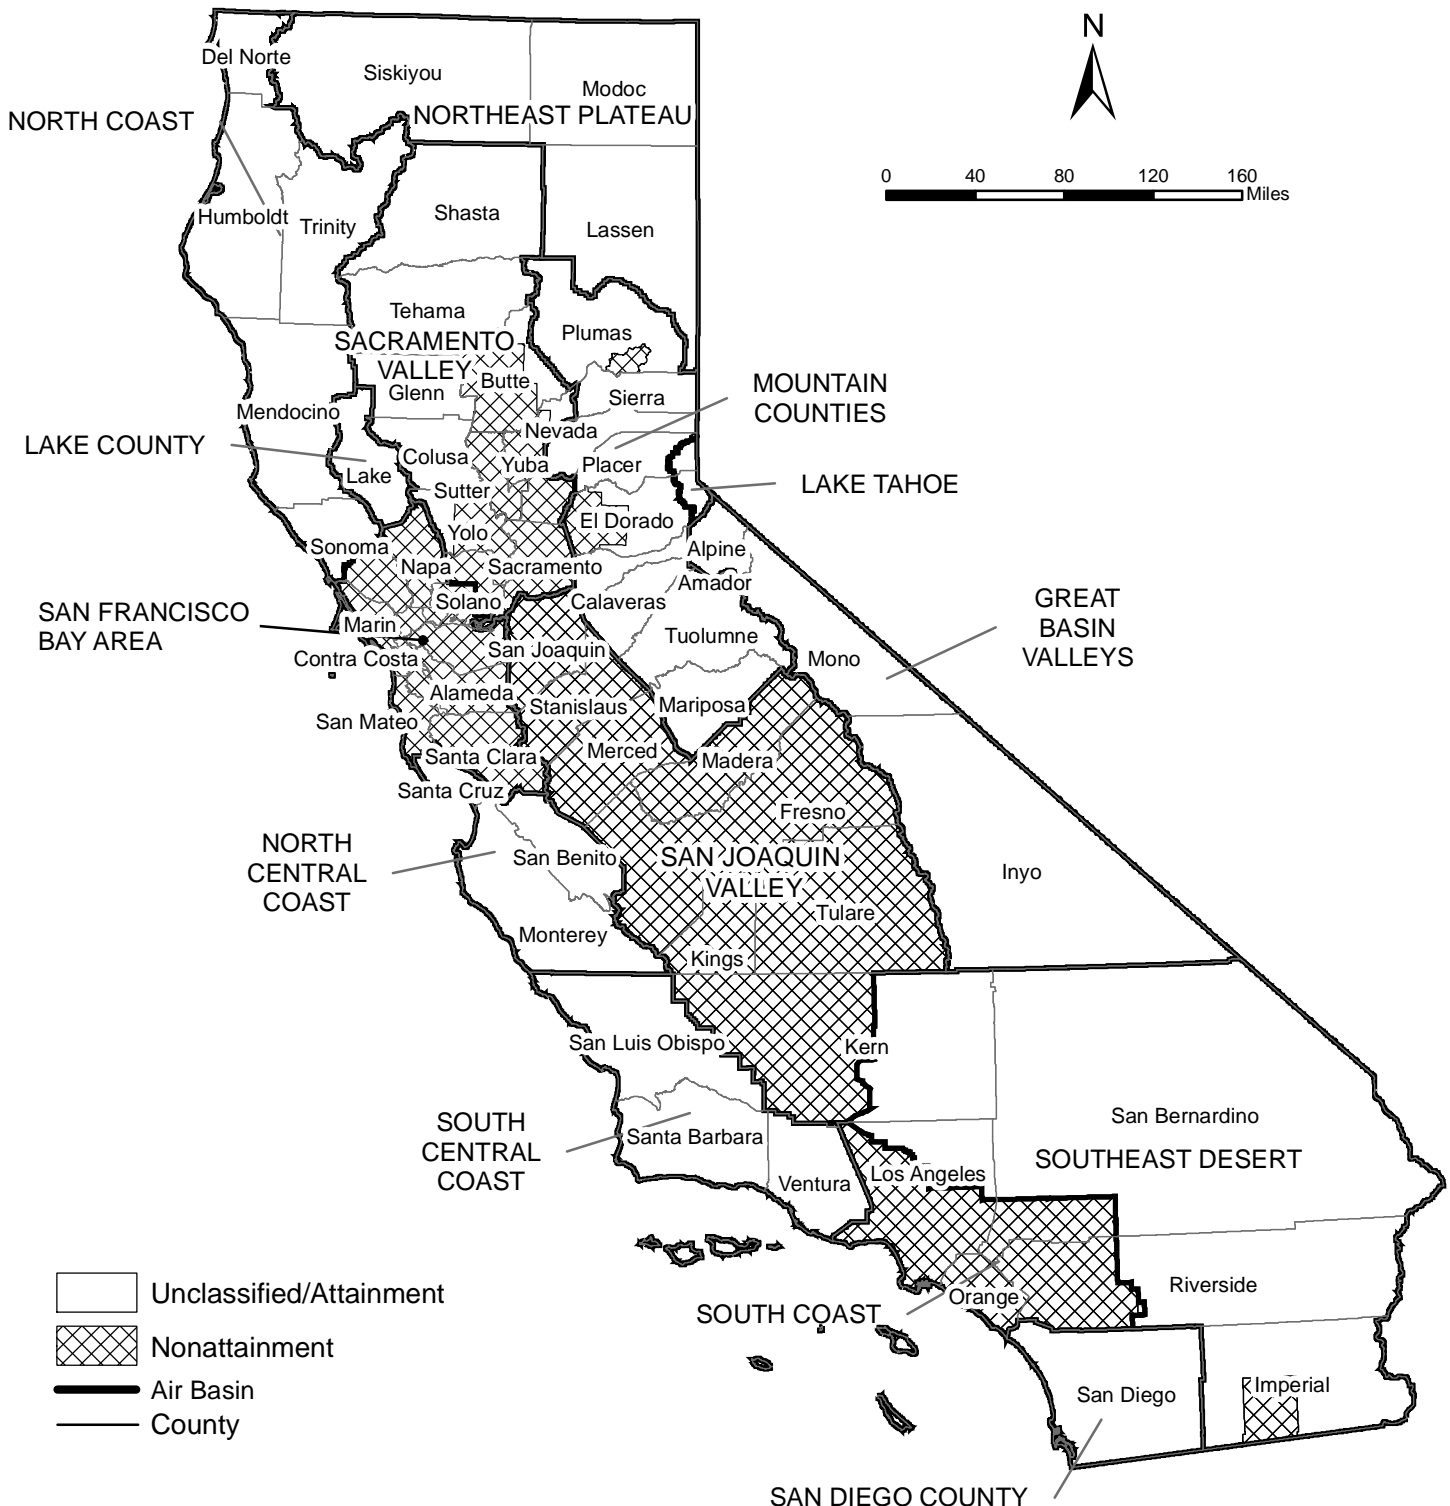 N
Del Norte
Siskiyou
Modoc
NORTH COAST
NORTHEAST PLATEAU
0 40 80 120 160
Miles
Humboldt
Trinity
Shasta
Lassen
Tehama
Plumas
SACRAMENTO
VALLEY
Glenn
Butte
Sierra
MOUNTAIN
COUNTIES
Mendocino
Nevada
LAKE COUNTY
Colusa
Yuba
Placer
Lake
LAKE TAHOE
Sutter
El Dorado
Yolo
Sonoma
Napa
Sacramento
Alpine
Amador
SAN FRANCISCO
BAY AREA
Solano
Calaveras
GREAT
BASIN
VALLEYS
Marin
Tuolumne
Contra Costa
San Joaquin
Mono
Alameda
Stanislaus
Mariposa
San Mateo
Santa Clara
Merced
Madera
Santa Cruz
Fresno
NORTH
CENTRAL
COAST
San Benito
SAN JOAQUIN
VALLEY
Inyo
Tulare
Monterey
Kings
San Luis Obispo
Kern
SOUTH
CENTRAL
COAST
Santa Barbara
San Bernardino
SOUTHEAST DESERT
Los Angeles
Ventura
Riverside
Orange
SOUTH COAST
Unclassified/Attainment
Nonattainment
Air Basin
County
San Diego
Imperial
SAN DIEGO COUNTY